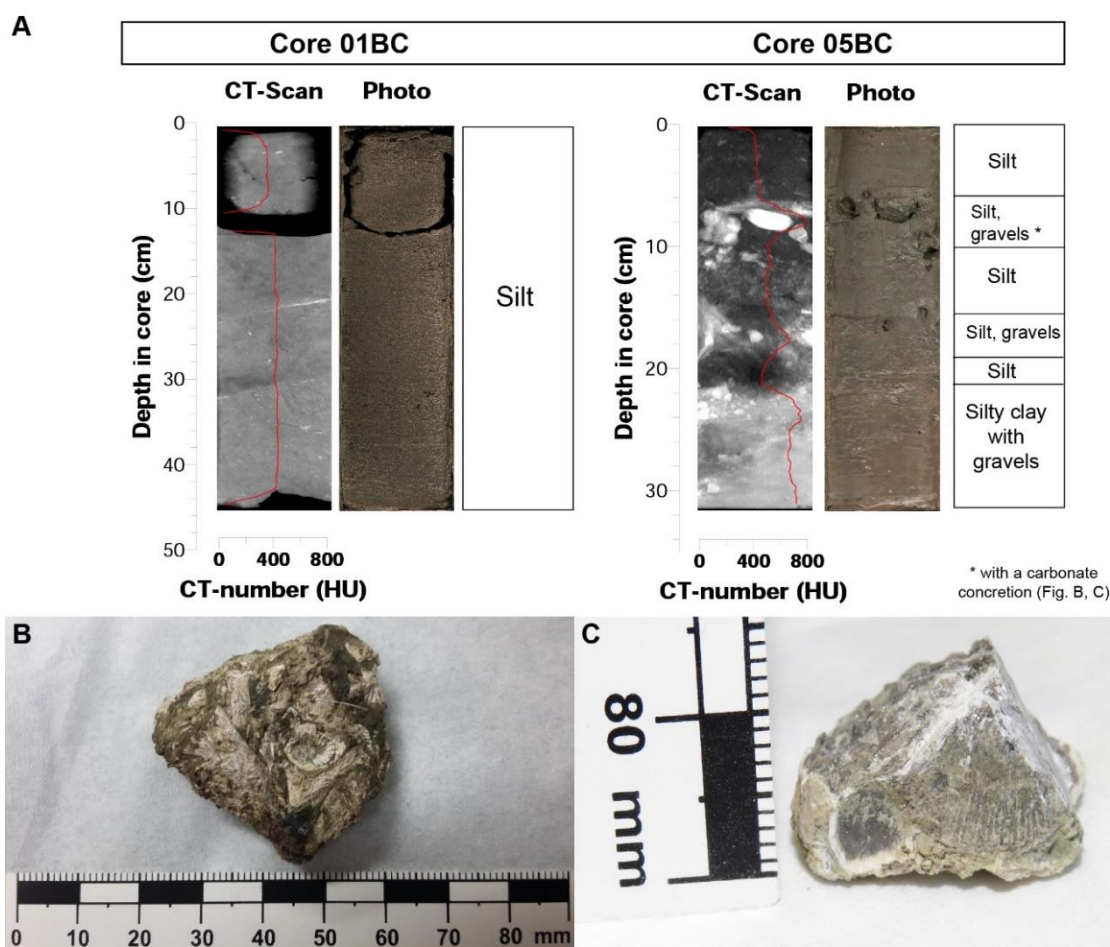 A
Core 01BC
Core 05BC
CT-Scan
Photo
CT-Scan
Photo
Depth in core (cm)
0
10
20
30
40
50
Silt
0 400 800
CT-number (HU)
Depth in core (cm)
0
10
20
30
Silt
Silt,
gravels *
Silt
Silt, gravels
Silt
Silty clay
with
gravels
0 400 800
CT-number (HU)
* with a carbonate
concretion (Fig. B, C)
B
0 10 20 30 40 50 60 70 80 mm
C
80 mm